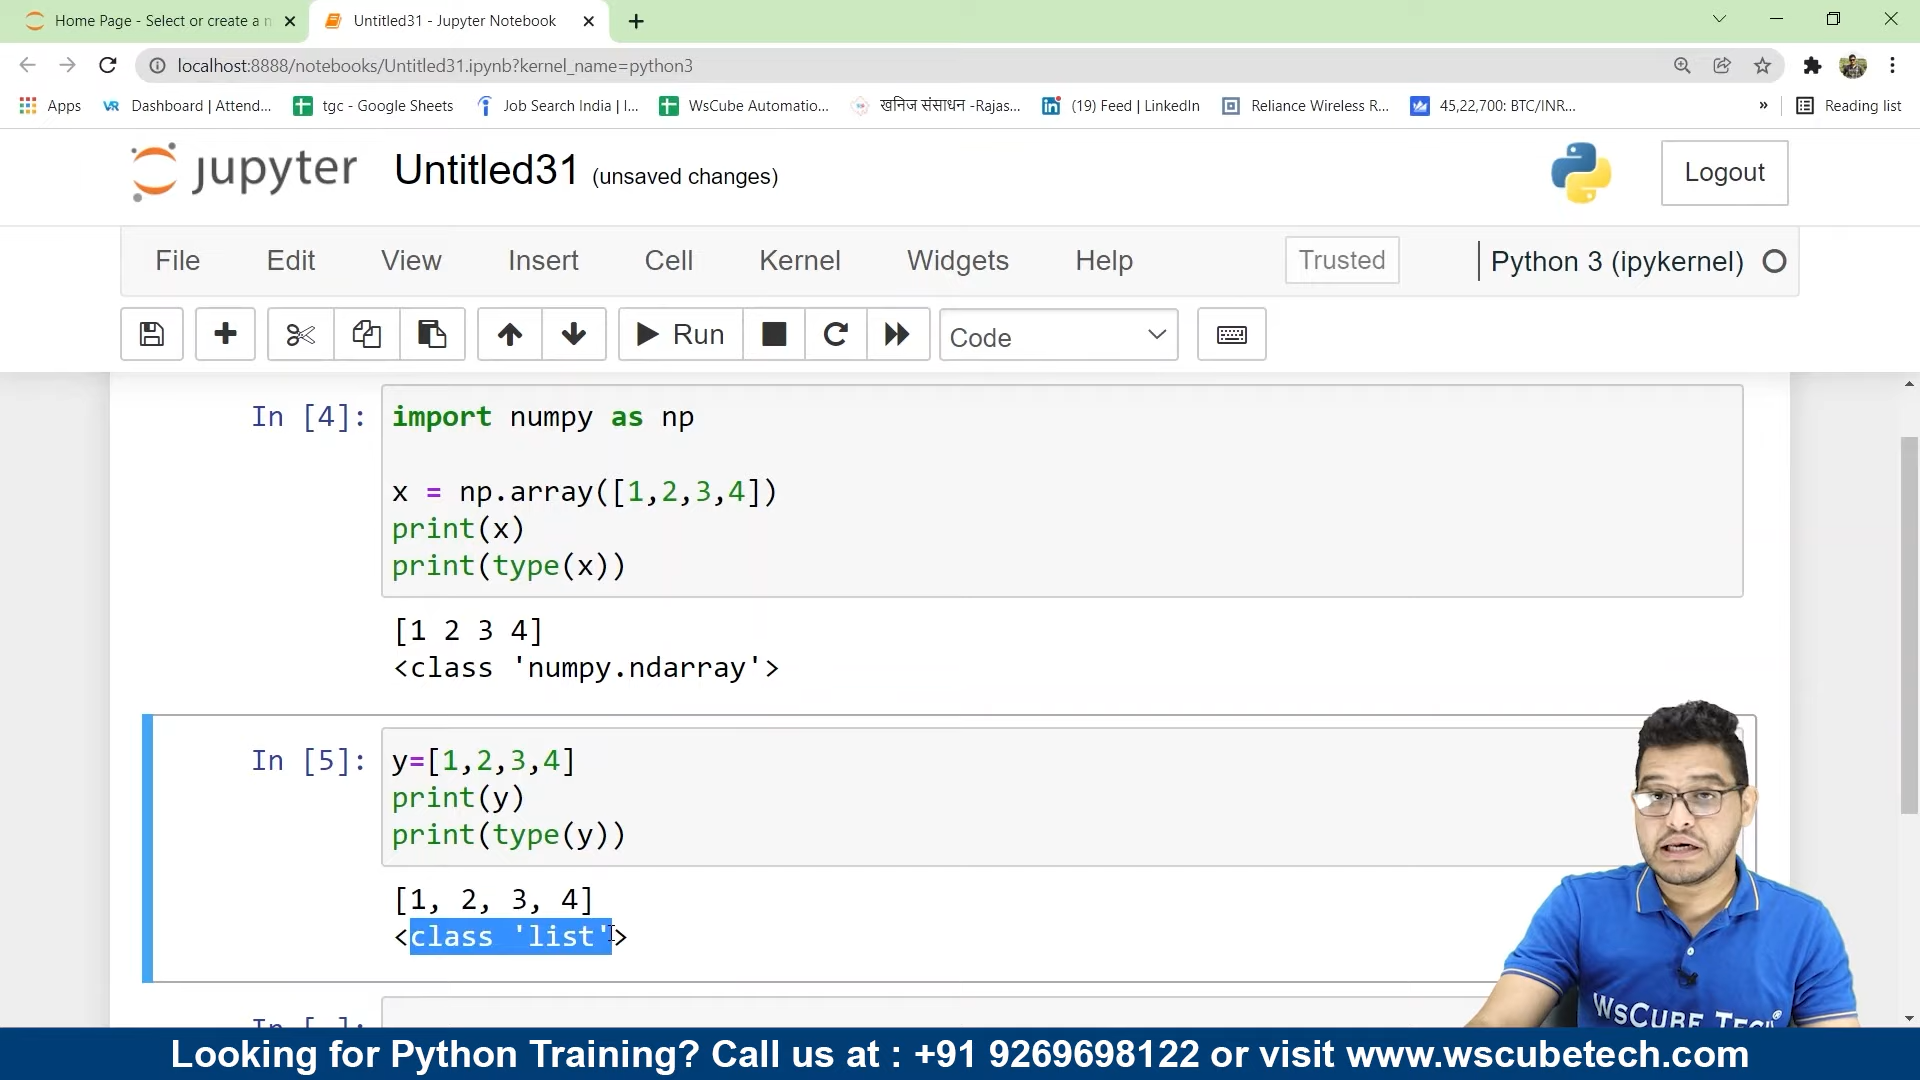 Home Page - Select or create a n
Untitled31 - Jupyter Notebook
localhost:8888/notebooks/Untitled31.ipynb?kernel_name=python3
Apps
Dashboard | Attend...
tgc - Google Sheets
Job Search India | I...
WsCube Automatio...
खनिज संसाधन -Rajas...
(19) Feed | LinkedIn
Reliance Wireless R...
45,22,700: BTC/INR...
»
Reading list
jupyter
Untitled31 (unsaved changes)
Logout
File
Edit
View
Insert
Cell
Kernel
Widgets
Help
Trusted
Python 3 (ipykernel)
Run
Code
In [4]:
import numpy as np
x = np.array([1,2,3,4])
print(x)
print(type(x))
[1 2 3 4]
<class 'numpy.ndarray'>
In [5]:
y=[1,2,3,4]
print(y)
print(type(y))
[1, 2, 3, 4]
<class 'list'>
In [ ]:
WsCube Tech®
Looking for Python Training? Call us at : +91 9269698122 or visit www.wscubetech.com